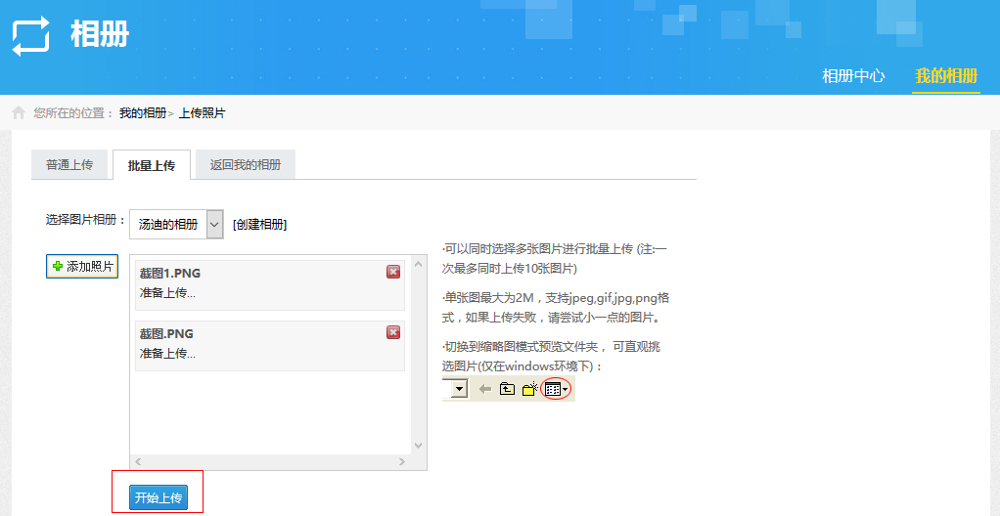 相册
相册中心 我的相册
您所在的位置： 我的相册> 上传照片
普通上传 批量上传 返回我的相册
选择图片相册： 汤迪的相册 [创建相册]
添加照片
截图1.PNG
准备上传...
截图.PNG
准备上传...
·可以同时选择多张图片进行批量上传 (注:一
次最多同时上传10张图片)
·单张图最大为2M，支持jpeg,gif,jpg,png格
式，如果上传失败，请尝试小一点的图片。
·切换到缩略图模式预览文件夹， 可直观挑
选图片(仅在windows环境下)：
开始上传